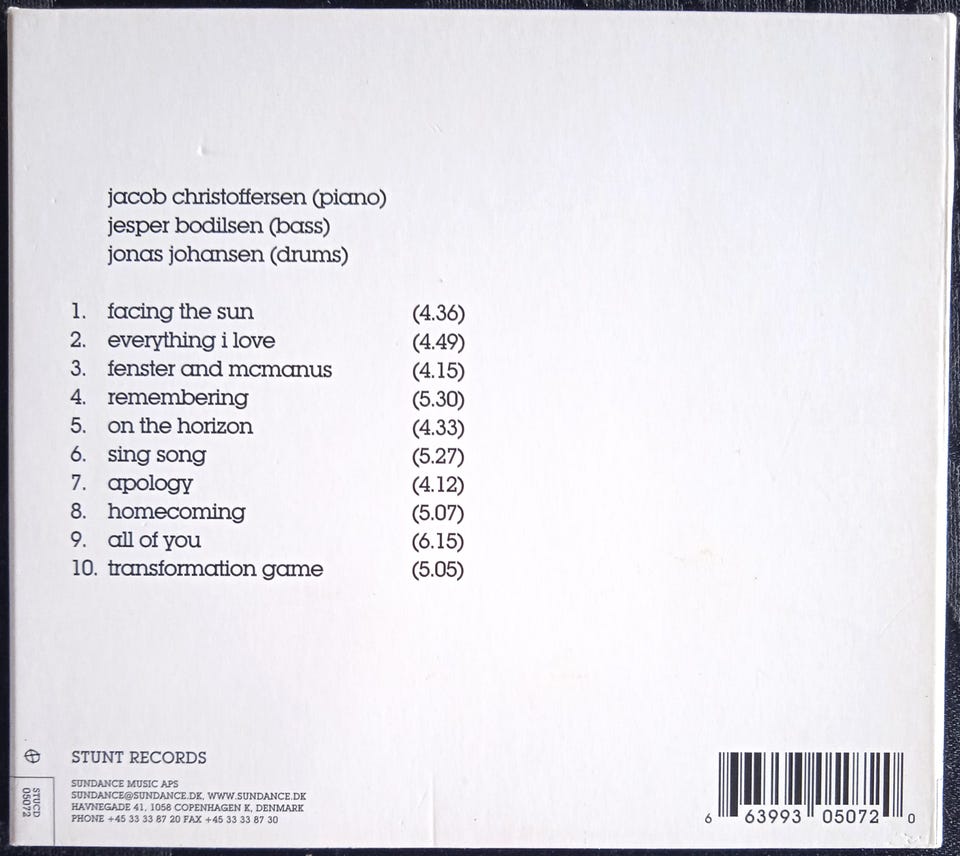 jacob christoffersen (piano)
jesper bodilsen (bass)
jonas johansen (drums)
1. facing the sun (4.36)
2. everything i love (4.49)
3. fenster and mcmanus (4.15)
4. remembering (5.30)
5. on the horizon (4.33)
6. sing song (5.27)
7. apology (4.12)
8. homecoming (5.07)
9. all of you (6.15)
10. transformation game (5.05)
STUNT RECORDS
SUNDANCE MUSIC APS
SUNDANCE@SUNDANCE.DK, WWW.SUNDANCE.DK
HAVNEGADE 41, 1058 COPENHAGEN K, DENMARK
PHONE +45 33 33 87 20 FAX +45 33 33 87 30
STUCD
05072
6 63993 05072 0